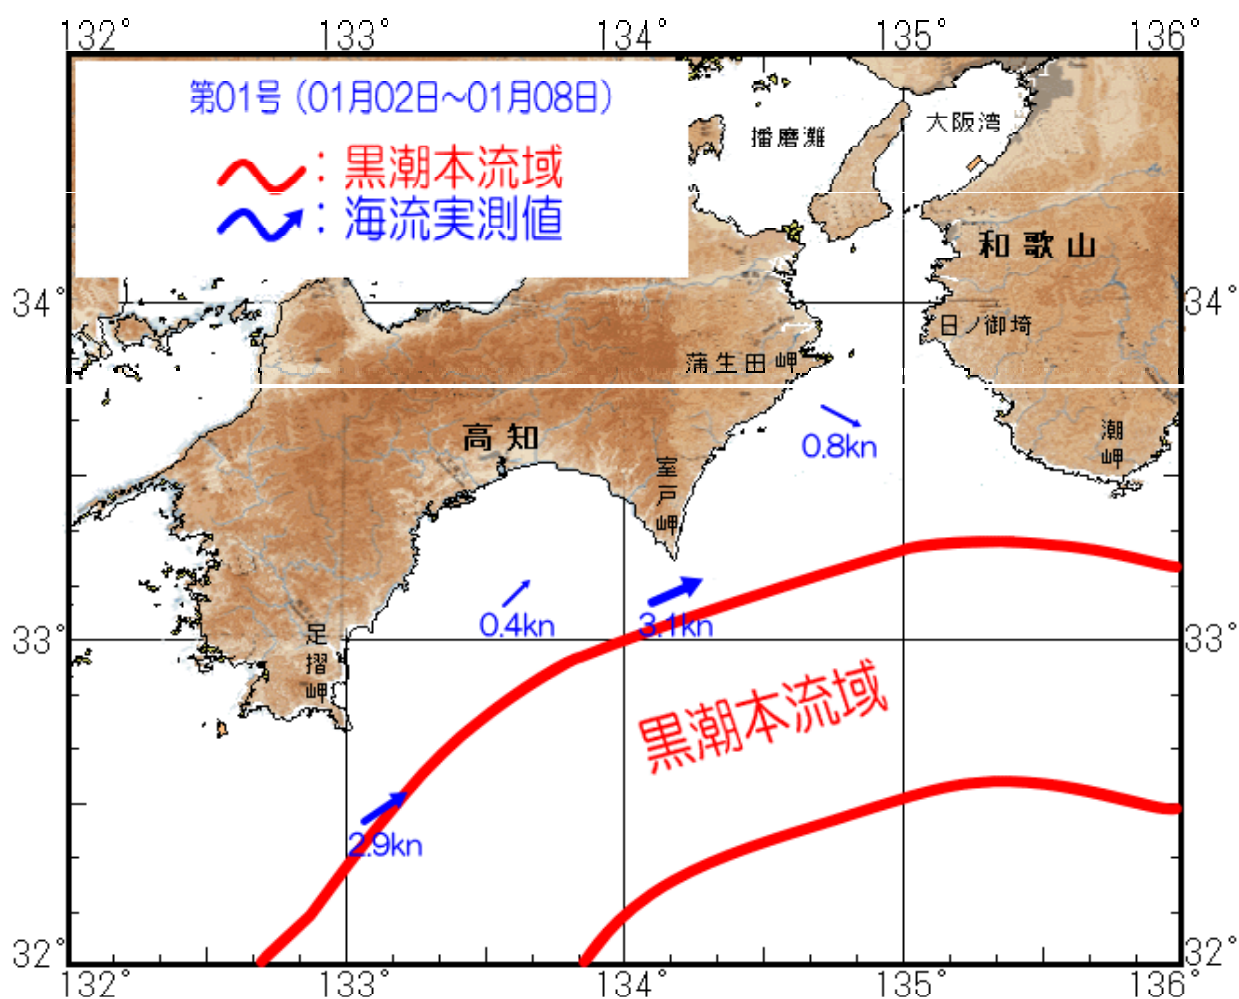 132° 133° 134° 135° 136°
第01号（01月02日～01月08日）
：黒潮本流域
：海流実測値
播磨灘
大阪湾
和歌山
34° 34°
日ノ御埼
蒲生田岬
高知
潮岬
0.8kn
室戸岬
0.4kn
3.1kn
33° 33°
足摺岬
黒潮本流域
2.9kn
32° 32°
132° 133° 134° 135° 136°